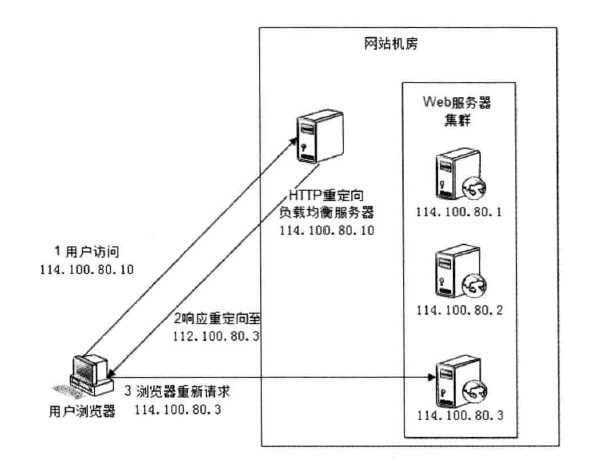 网站机房
Web服务器
集群
114.100.80.1
HTTP重定向
负载均衡服务器
114.100.80.10
1 用户访问
114.100.80.10
114.100.80.2
2响应重定向至
112.100.80.3
3 浏览器重新请求
114.100.80.3
用户浏览器
114.100.80.3